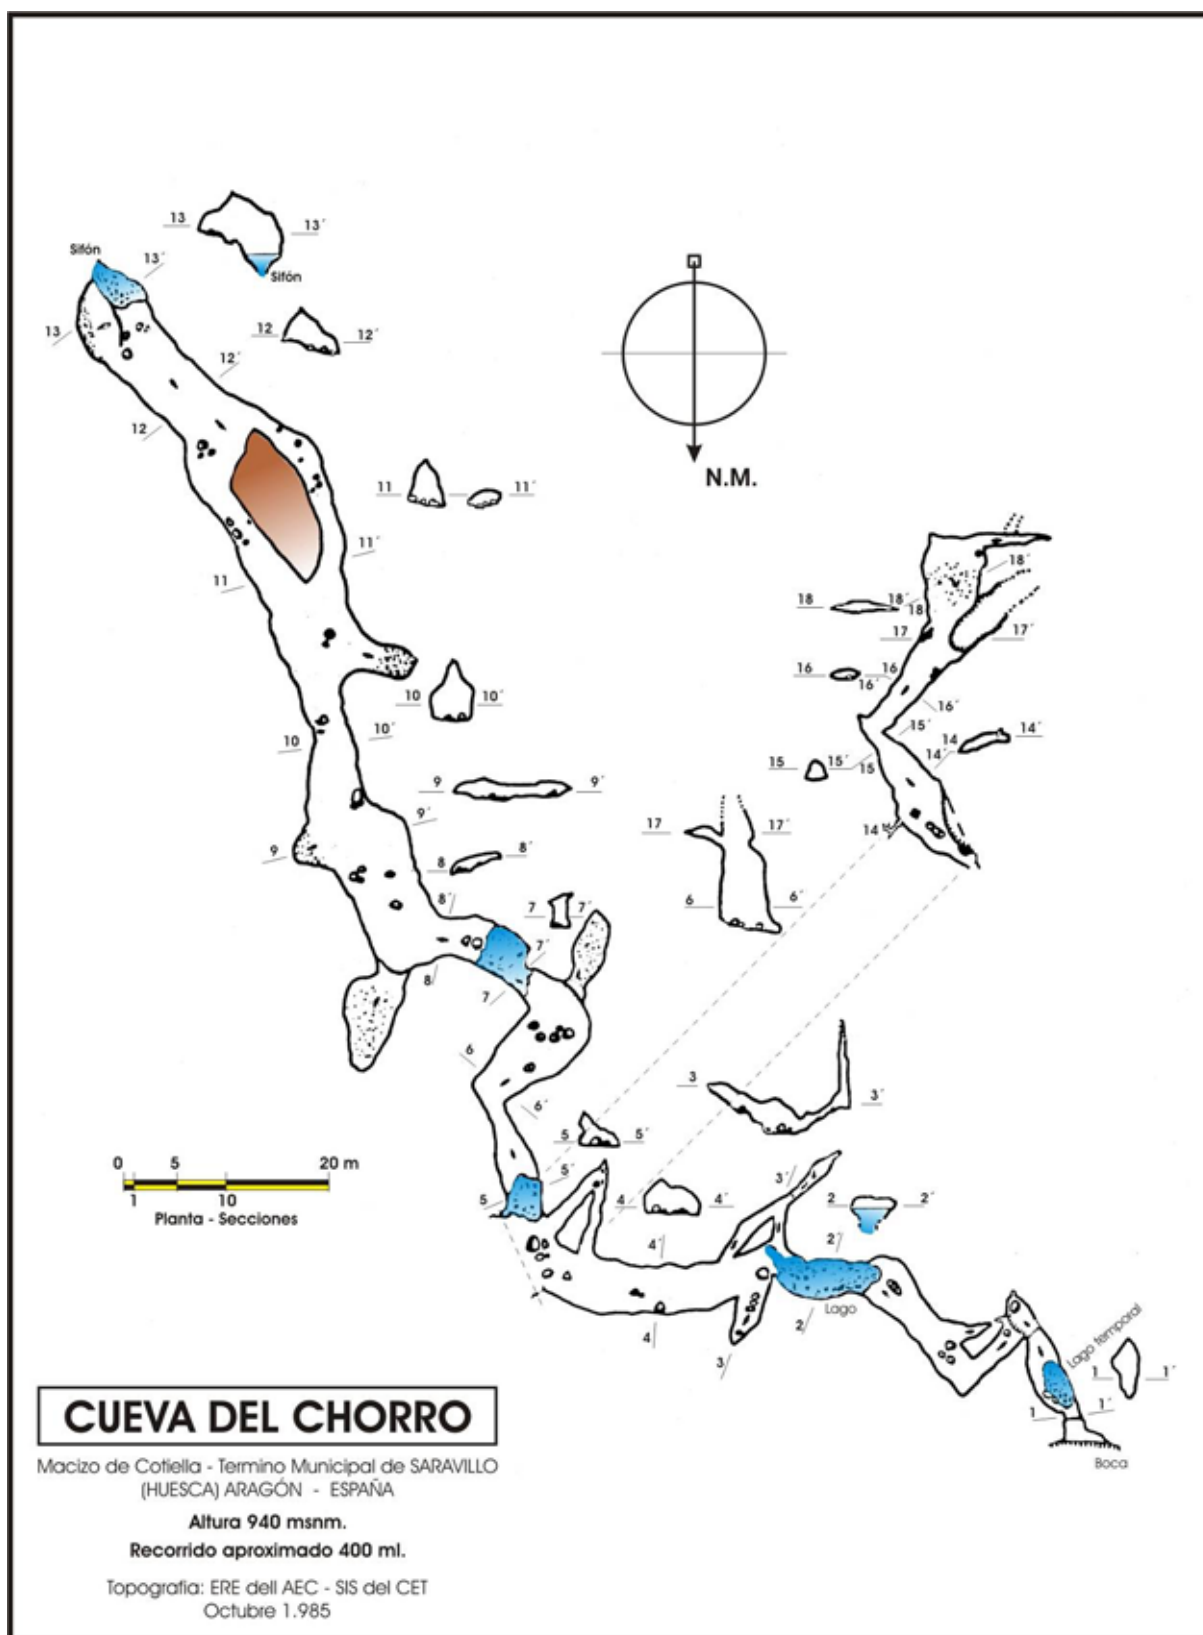 13 13´
Sifón
Sifón 13´
13
12 12´
12´
12
N.M.
11 11´
11´
11
18´
18 18´ 18
17 17´
16 16
16´
16´
10 10´
10´
10
15´
14 14´
14´
15 15´ 15
9 9´
9´
9
17 17´
14
8 8´
8´
7 7´
6 6´
7´
8
7
6
3
3´
6´
5 5´
0 5 20 m
1 10
Planta - Secciones
5´
5
3´
4 4´
2 2´
4´
2´
Lago
2
4
3
Lago temporal
1 1´
1 1´
Boca
CUEVA DEL CHORRO
Macizo de Cotiella - Termino Municipal de SARAVILLO
(HUESCA) ARAGÓN - ESPAÑA
Altura 940 msnm.
Recorrido aproximado 400 ml.
Topografia: ERE dell AEC - SIS del CET
Octubre 1.985